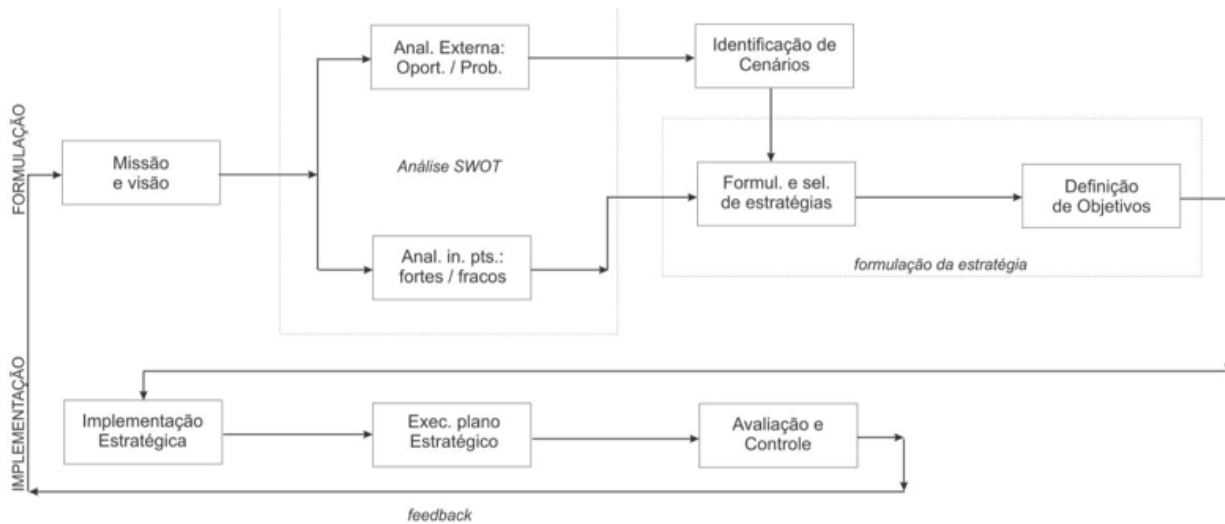 FORMULAÇÃO
Missão
e visão
Anal. Externa:
Oport. / Prob.
Análise SWOT
Anal. in. pts.:
fortes / fracos
Identificação de
Cenários
Formul. e sel.
de estratégias
Definição
de Objetivos
formulação da estratégia
IMPLEMENTAÇÃO
Implementação
Estratégica
Exec. plano
Estratégico
Avaliação e
Controle
feedback